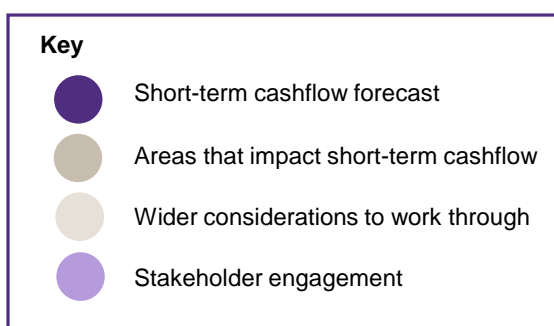 Key
Short-term cashflow forecast
Areas that impact short-term cashflow
Wider considerations to work through
Stakeholder engagement